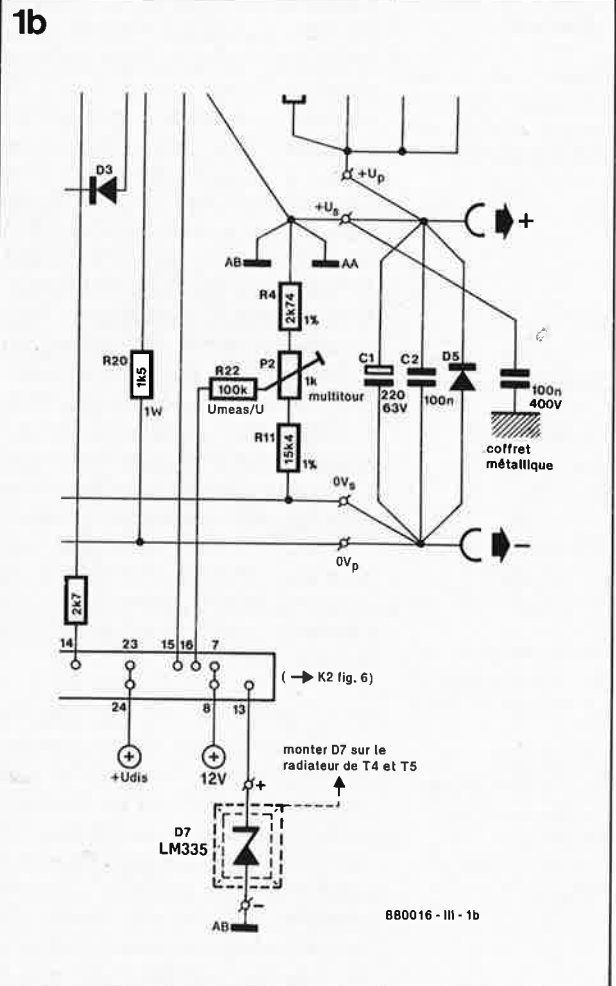 1b
D3
+Up
+Us
+
AB
AA
R4
2k74
1%
R20
1k5
1W
R22
100k
Umeas/U
P2
1k
multitour
C1
220
63V
C2
100n
D5
100n
400V
R11
15k4
1%
coffret
métallique
0Vs
0Vp
-
2k7
14
23
15
16
7
( K2 fig. 6)
24
8
13
+
+Udis
+
12V
monter D7 sur le
radiateur de T4 et T5
+
D7
LM335
-
AB
880016 - III - 1b